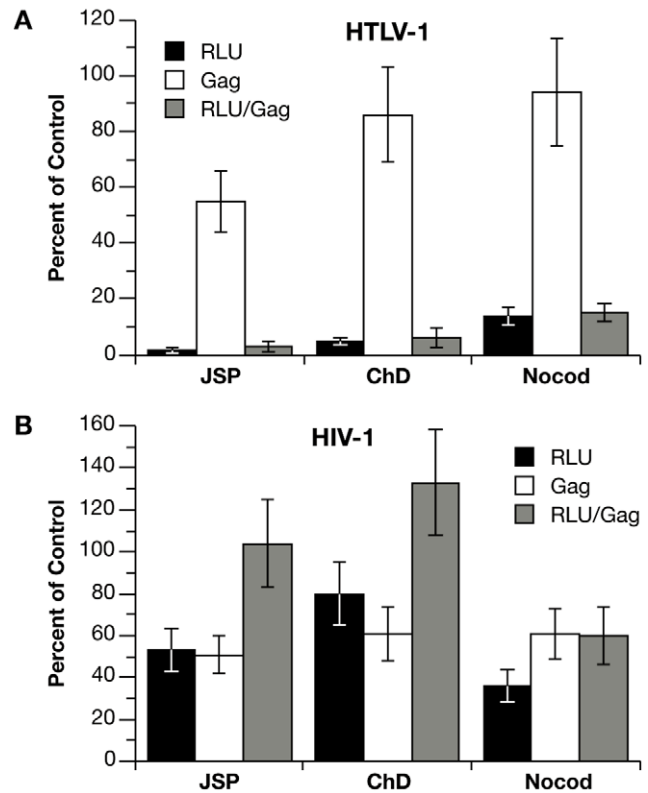 A
HTLV-1
RLU
Gag
RLU/Gag
Percent of Control
120
100
80
60
40
20
0
JSP ChD Nocod
B
HIV-1
RLU
Gag
RLU/Gag
Percent of Control
160
140
120
100
80
60
40
20
0
JSP ChD Nocod